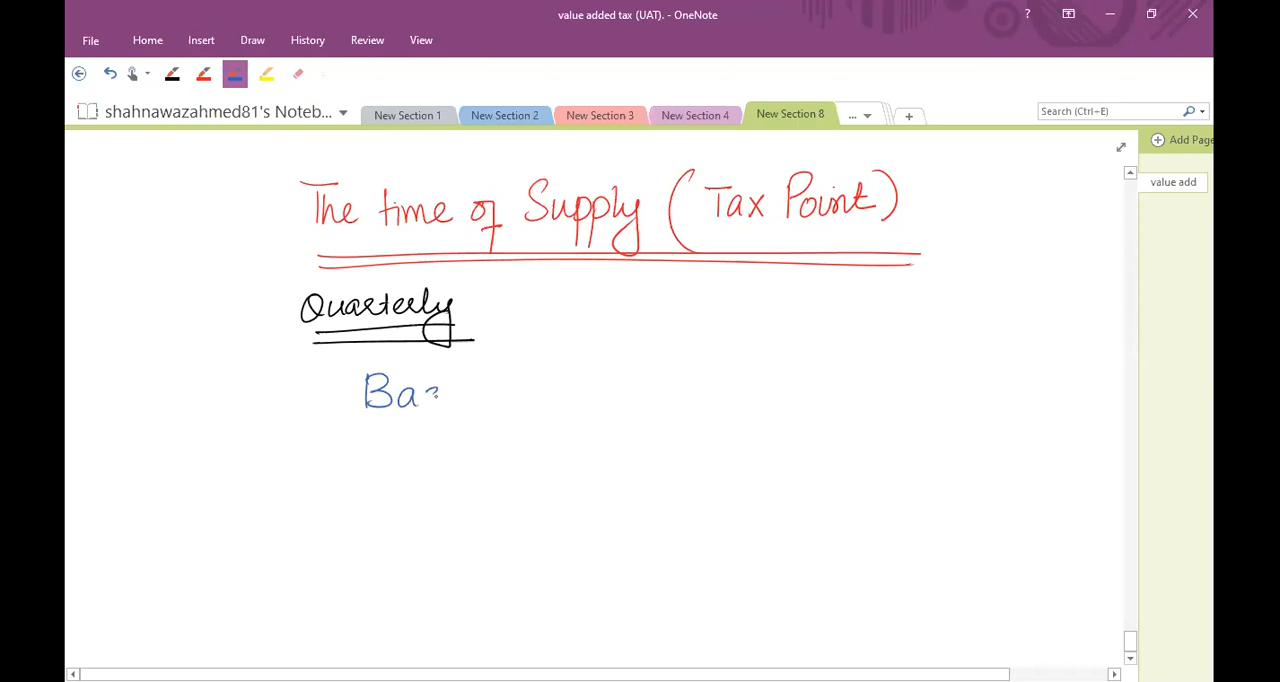 value added tax (UAT). - OneNote
?
File Home Insert Draw History Review View
shahnawazahmed81's Noteb... New Section 1 New Section 2 New Section 3 New Section 4 New Section 8 ... + Search (Ctrl+E)
Add Page
value add
The time of Supply (Tax Point)
Quarterly
Ba